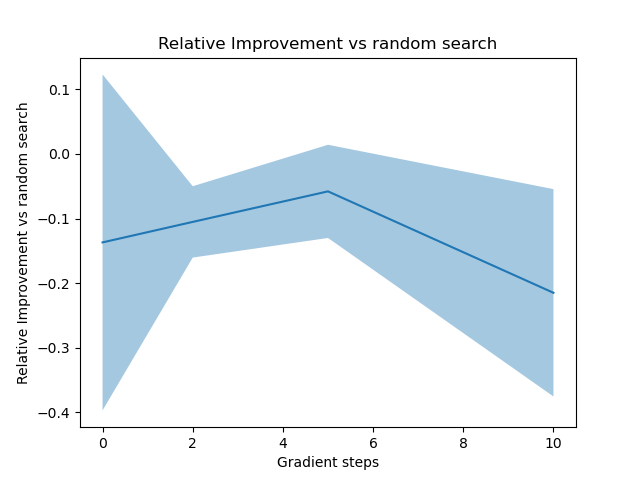 Relative Improvement vs random search
Relative Improvement vs random search
0.1
0.0
−0.1
−0.2
−0.3
−0.4
0 2 4 6 8 10
Gradient steps